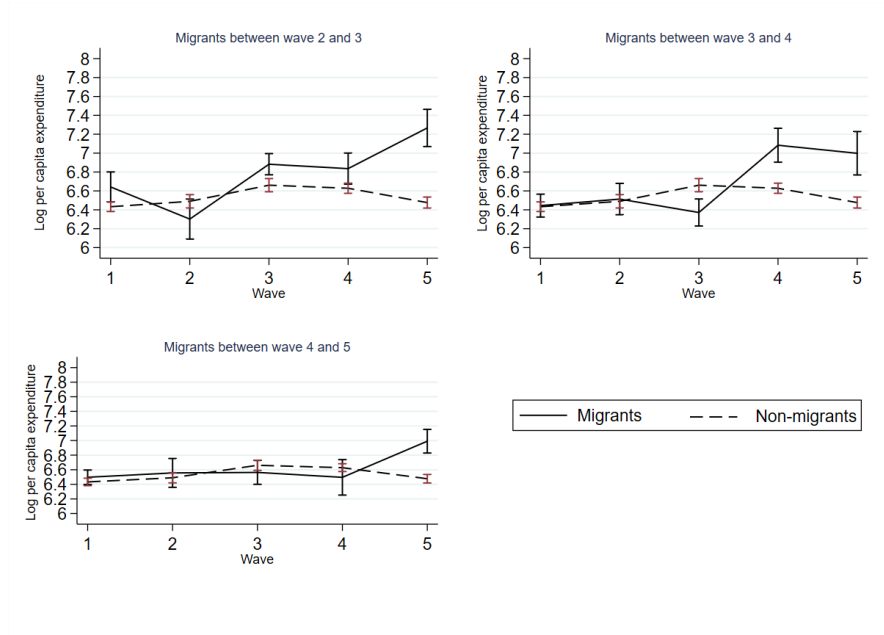 Migrants between wave 2 and 3
Log per capita expenditure
8
7.8
7.6
7.4
7.2
7
6.8
6.6
6.4
6.2
6
1 2 3 4 5
Wave
Migrants between wave 3 and 4
Log per capita expenditure
8
7.8
7.6
7.4
7.2
7
6.8
6.6
6.4
6.2
6
1 2 3 4 5
Wave
Migrants between wave 4 and 5
Log per capita expenditure
8
7.8
7.6
7.4
7.2
7
6.8
6.6
6.4
6.2
6
1 2 3 4 5
Wave
Migrants Non-migrants